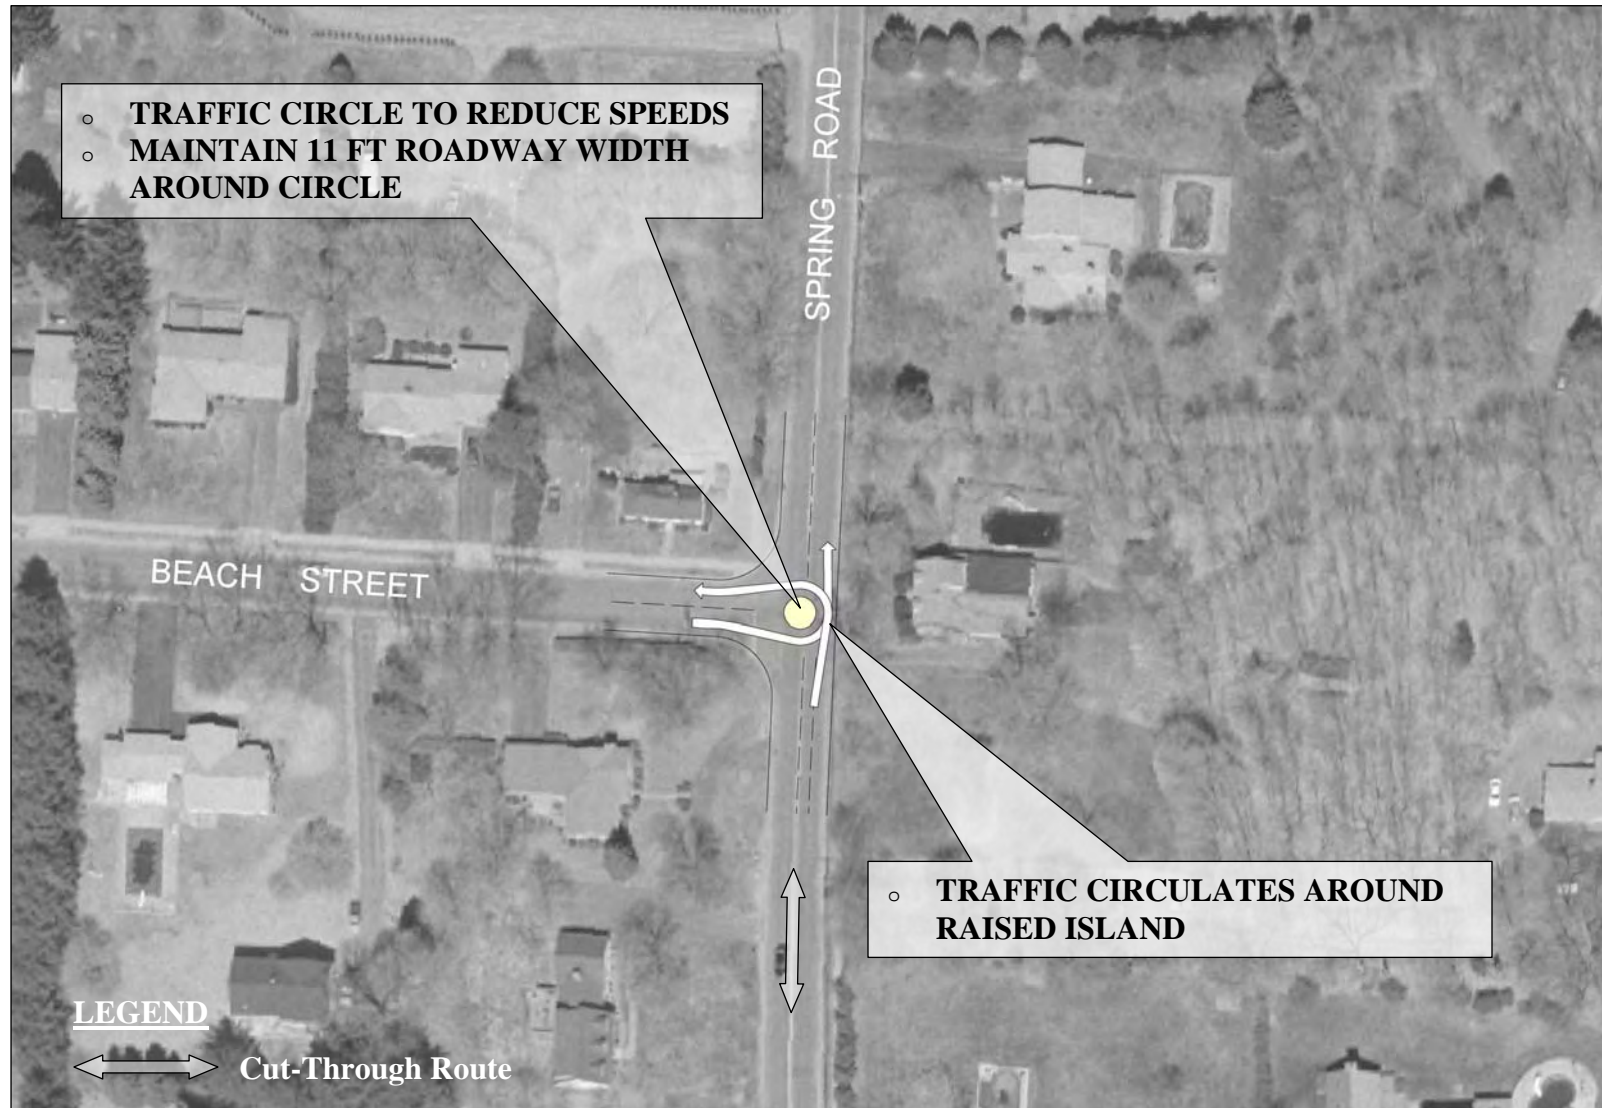 ○ TRAFFIC CIRCLE TO REDUCE SPEEDS
○ MAINTAIN 11 FT ROADWAY WIDTH
AROUND CIRCLE
SPRING ROAD
BEACH STREET
○ TRAFFIC CIRCULATES AROUND
RAISED ISLAND
LEGEND
Cut-Through Route